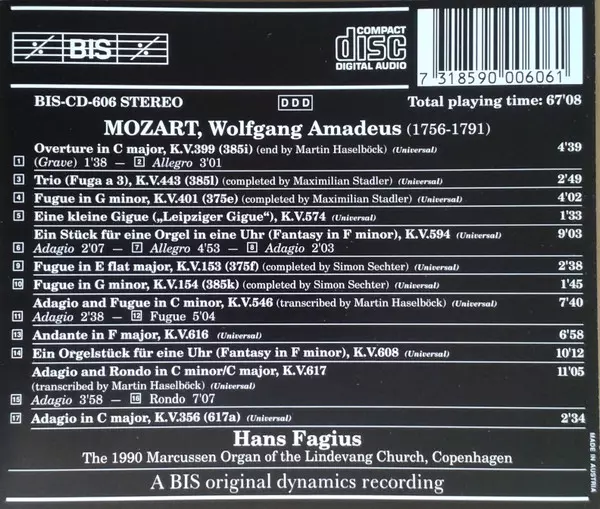 BIS
COMPACT
disc
DIGITAL AUDIO
7 318590 006061
BIS-CD-606 STEREO
DDD
Total playing time: 67'08
MOZART, Wolfgang Amadeus (1756-1791)
Overture in C major, K.V.399 (385i) (end by Martin Haselböck) (Universal) 4'39
1 (Grave) 1'38 — 2 Allegro 3'01
3 Trio (Fuga a 3), K.V.443 (385l) (completed by Maximilian Stadler) (Universal) 2'49
4 Fugue in G minor, K.V.401 (375e) (completed by Maximilian Stadler) (Universal) 4'02
5 Eine kleine Gigue („Leipziger Gigue"), K.V.574 (Universal) 1'33
Ein Stück für eine Orgel in eine Uhr (Fantasy in F minor), K.V.594 (Universal) 9'03
6 Adagio 2'07 — 7 Allegro 4'53 — 8 Adagio 2'03
9 Fugue in E flat major, K.V.153 (375f) (completed by Simon Sechter) (Universal) 2'38
10 Fugue in G minor, K.V.154 (385k) (completed by Simon Sechter) (Universal) 1'45
Adagio and Fugue in C minor, K.V.546 (transcribed by Martin Haselböck) (Universal) 7'40
11 Adagio 2'38 — 12 Fugue 5'04
13 Andante in F major, K.V.616 (Universal) 6'58
14 Ein Orgelstück für eine Uhr (Fantasy in F minor), K.V.608 (Universal) 10'12
Adagio and Rondo in C minor/C major, K.V.617 11'05
(transcribed by Martin Haselböck) (Universal)
15 Adagio 3'58 — 16 Rondo 7'07
17 Adagio in C major, K.V.356 (617a) (Universal) 2'34
Hans Fagius
The 1990 Marcussen Organ of the Lindevang Church, Copenhagen
A BIS original dynamics recording
MADE IN AUSTRIA